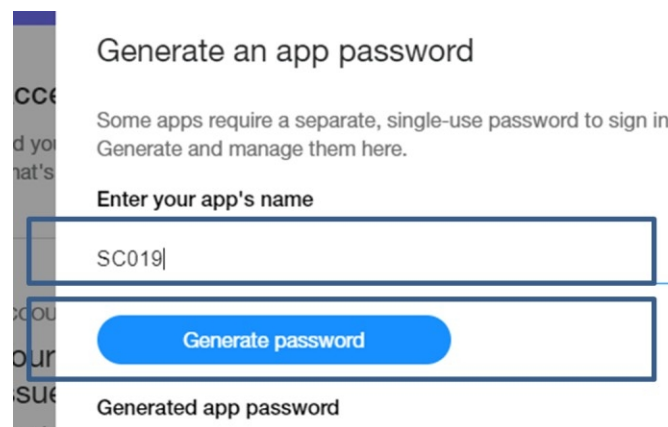 Generate an app password
Some apps require a separate, single-use password to sign in
Generate and manage them here.
Enter your app's name
SC019
Generate password
Generated app password